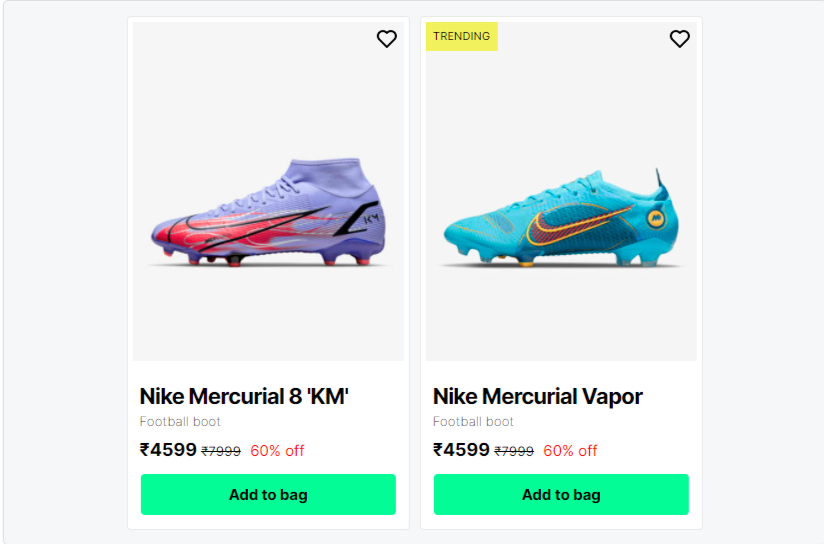 KM
Nike Mercurial 8 'KM'
Football boot
₹4599 ₹7999 60% off
Add to bag
TRENDING
Nike Mercurial Vapor
Football boot
₹4599 ₹7999 60% off
Add to bag